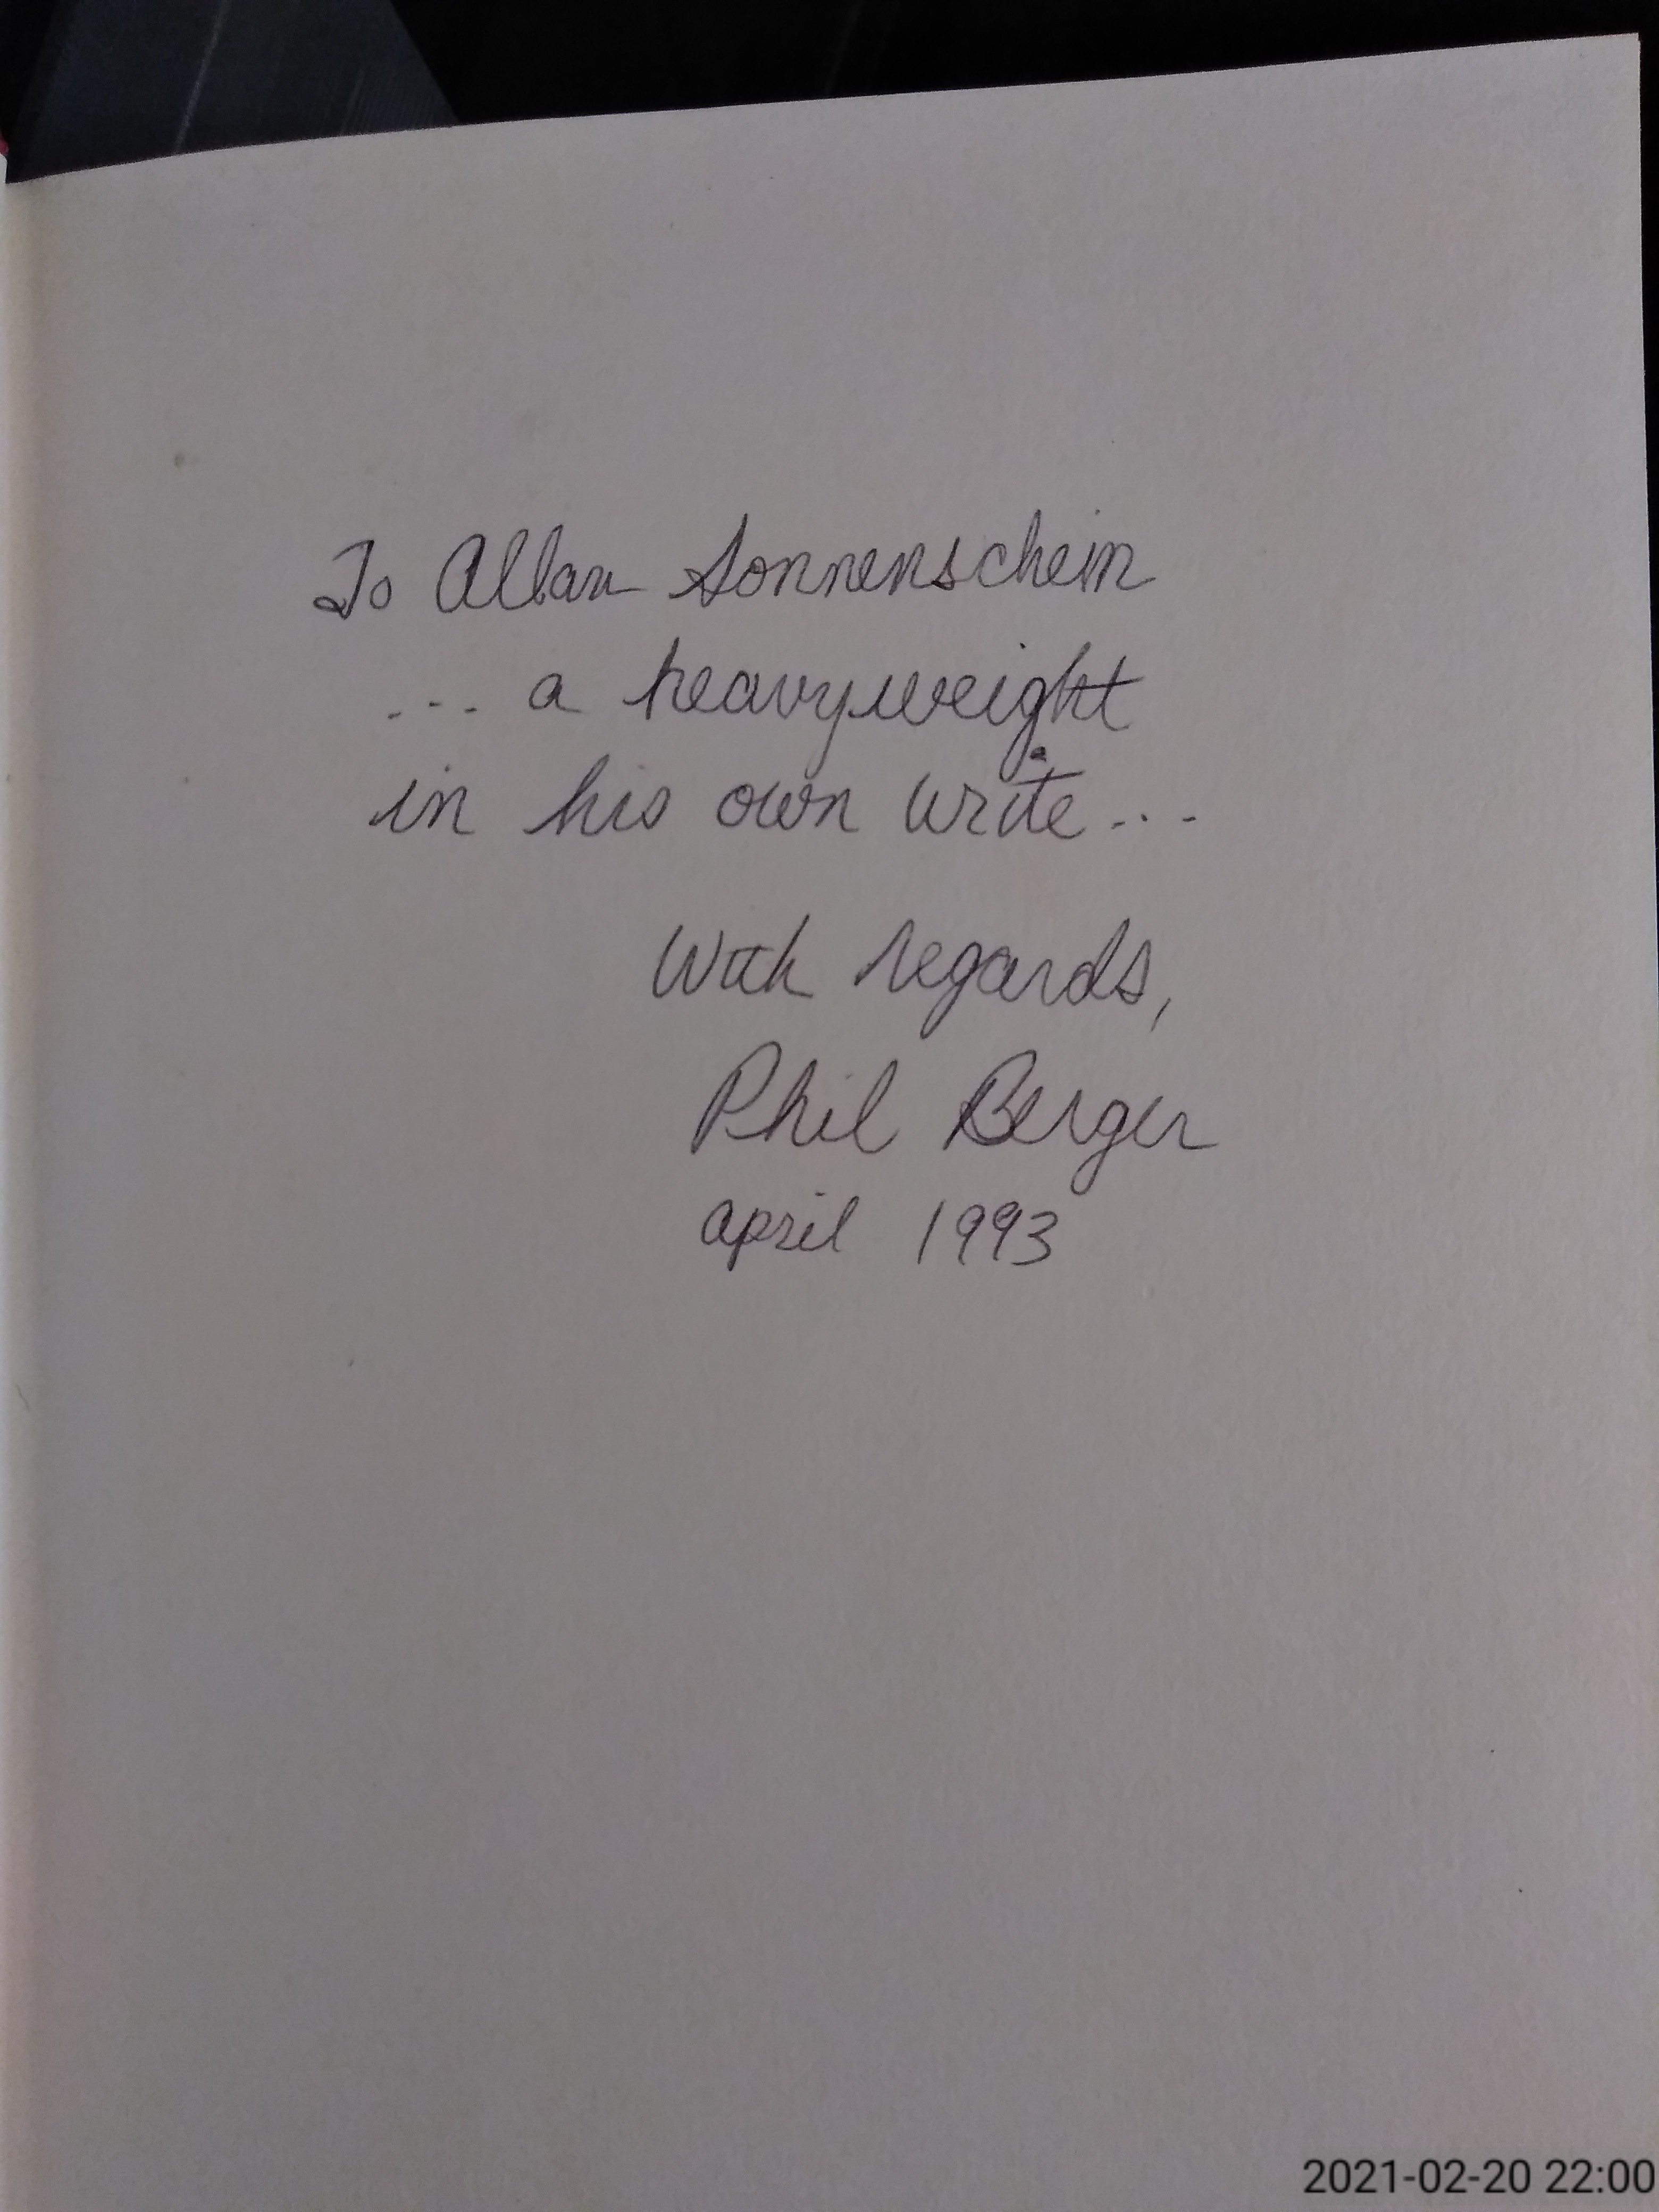 To Allan Sonnenschein
... a heavyweight
in his own write...
With regards,
Phil Berger
april 1993
2021-02-20 22:00